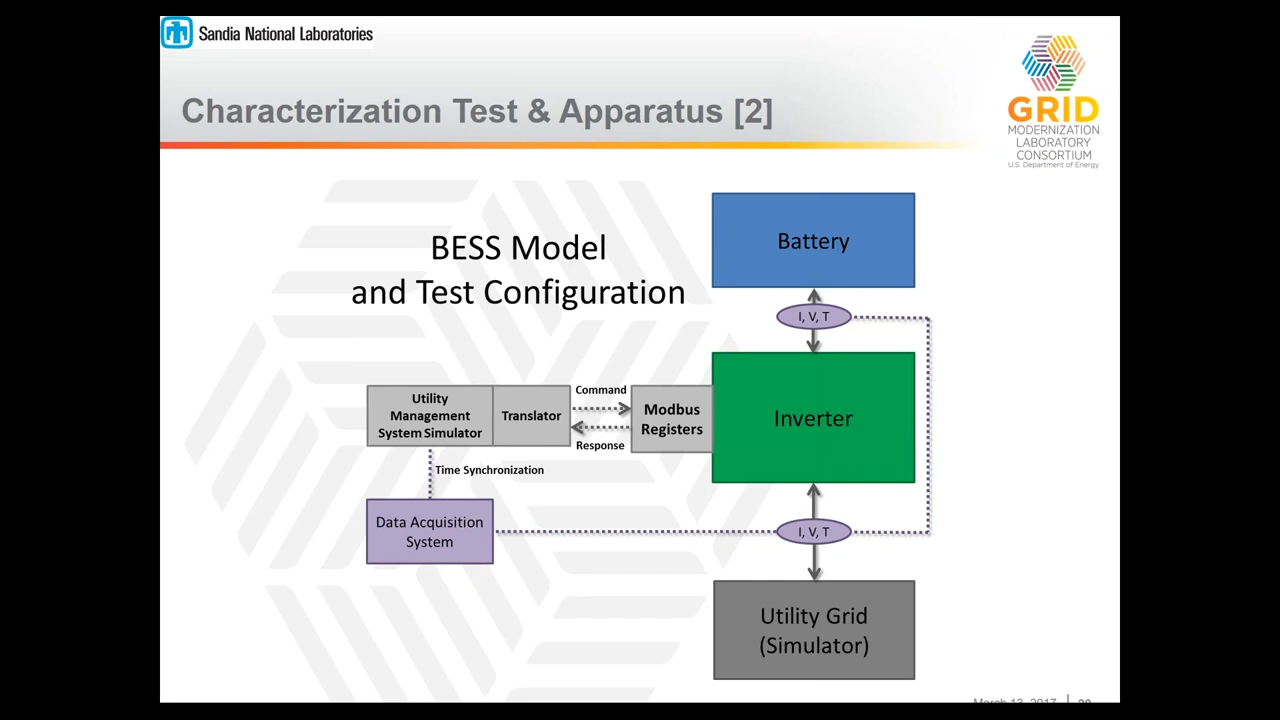 Sandia National Laboratories
GRID
MODERNIZATION
LABORATORY
CONSORTIUM
U.S. Department of Energy
Characterization Test & Apparatus [2]
BESS Model
and Test Configuration
Battery
I, V, T
Inverter
Utility
Management
System Simulator
Translator
Command
Response
Modbus
Registers
Time Synchronization
Data Acquisition
System
I, V, T
Utility Grid
(Simulator)
March 13, 2017